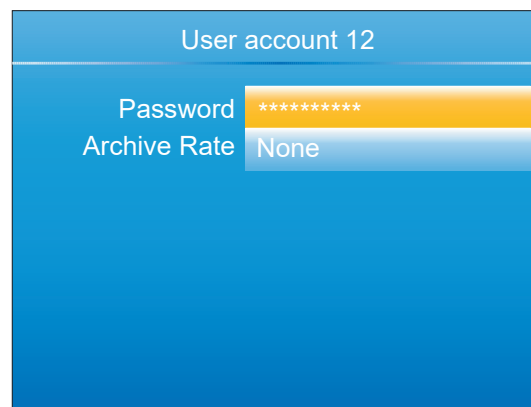 User account 12
Password **********
Archive Rate None